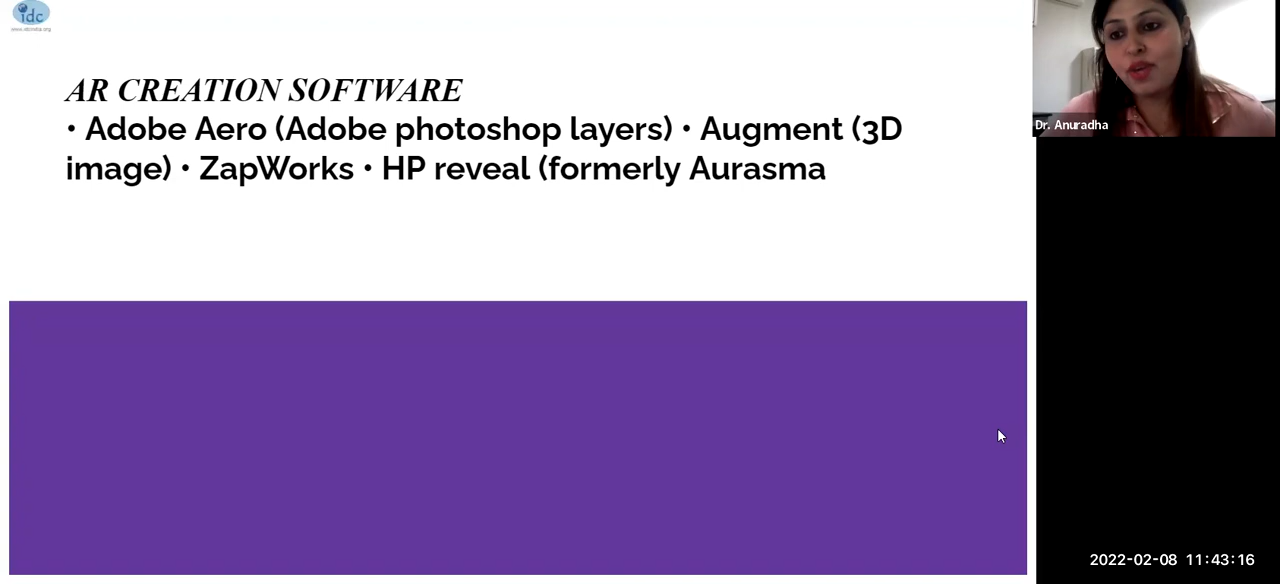 idc
AR CREATION SOFTWARE
• Adobe Aero (Adobe photoshop layers) • Augment (3D
image) • ZapWorks • HP reveal (formerly Aurasma
Dr. Anuradha
2022-02-08 11:43:16